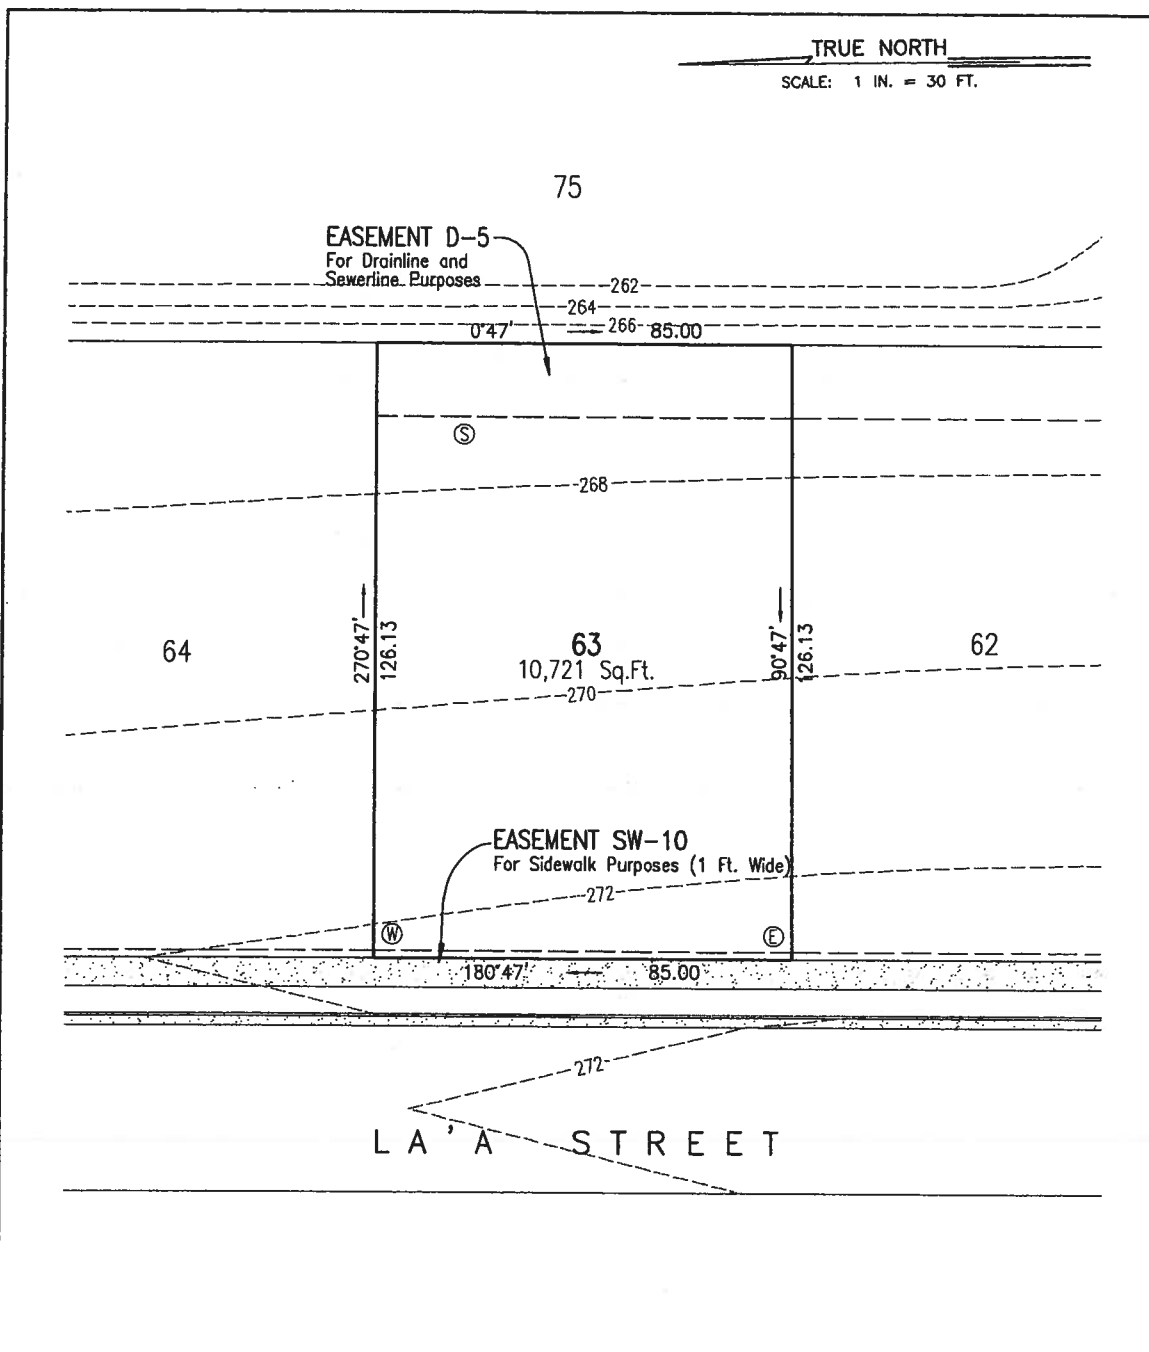 TRUE NORTH
SCALE: 1 IN. = 30 FT.
75
EASEMENT D-5
For Drainline and
Sewerline Purposes
262
264
266
0°47' 85.00
S
268
270°47'
126.13
90°47'
126.13
64
63
62
10,721 Sq.Ft.
270
EASEMENT SW-10
For Sidewalk Purposes (1 Ft. Wide)
272
W
E
180°47' 85.00
272
LA'A STREET